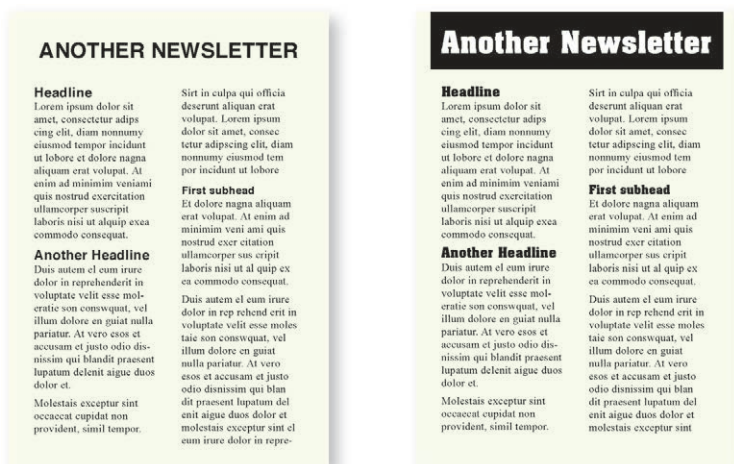 ANOTHER NEWSLETTER
Headline
Lorem ipsum dolor sit
amet, consectetur adips
cing elit, diam nonnumy
eiusmod tempor incidunt
ut lobore et dolore nagna
aliquam erat volupat. At
enim ad minimim veniami
quis nostrud exercitation
ullamcorper suscripit
laboris nisi ut alquip exea
commodo consequat.
Another Headline
Duis autem el eum irure
dolor in reprehenderit in
voluptate velit esse mol-
eratie son conswquat, vel
illum dolore en guiat nulla
pariatur. At vero esos et
accusam et justo odio dis-
nissim qui blandit praesent
lupatum delenit aigue duos
dolor et.
Molestais exceptur sint
occaecat cupidat non
provident, simil tempor.
Sirt in culpa qui officia
deserunt aliquan erat
volupat. Lorem ipsum
dolor sit amet, consec
tetur adipscing elit, diam
nonnumy eiusmod tem
por incidunt ut lobore
First subhead
Et dolore nagna aliquam
erat volupat. At enim ad
minimim veni ami quis
nostrud exer citation
ullamcorper sus cripit
laboris nisi ut al quip ex
ea commodo consequat.
Duis autem el eum irure
dolor in rep rehend erit in
voluptate velit esse moles
taie son conswquat, vel
illum dolore en guiat
nulla pariatur. At vero
esos et accusam et justo
odio disnissim qui blan
dit praesent lupatum del
enit aigue duos dolor et
molestais exceptur sint el
eum irure dolor in repre-
Another Newsletter
Headline
Lorem ipsum dolor sit
amet, consectetur adips
cing elit, diam nonnumy
eiusmod tempor incidunt
ut lobore et dolore nagna
aliquam erat volupat. At
enim ad minimim veniami
quis nostrud exercitation
ullamcorper suscripit
laboris nisi ut alquip exea
commodo consequat.
Another Headline
Duis autem el eum irure
dolor in reprehenderit in
voluptate velit esse mol-
eratie son conswquat, vel
illum dolore en guiat nulla
pariatur. At vero esos et
accusam et justo odio dis-
nissim qui blandit praesent
lupatum delenit aigue duos
dolor et.
Molestais exceptur sint
occaecat cupidat non
provident, simil tempor.
Sirt in culpa qui officia
deserunt aliquan erat
volupat. Lorem ipsum
dolor sit amet, consec
tetur adipscing elit, diam
nonnumy eiusmod tem
por incidunt ut lobore
First subhead
Et dolore nagna aliquam
erat volupat. At enim ad
minimim veni ami quis
nostrud exer citation
ullamcorper sus cripit
laboris nisi ut al quip ex
ea commodo consequat.
Duis autem el eum irure
dolor in rep rehend erit in
voluptate velit esse moles
taie son conswquat, vel
illum dolore en guiat
nulla pariatur. At vero
esos et accusam et justo
odio disnissim qui blan
dit praesent lupatum del
enit aigue duos dolor et
molestais exceptur sint